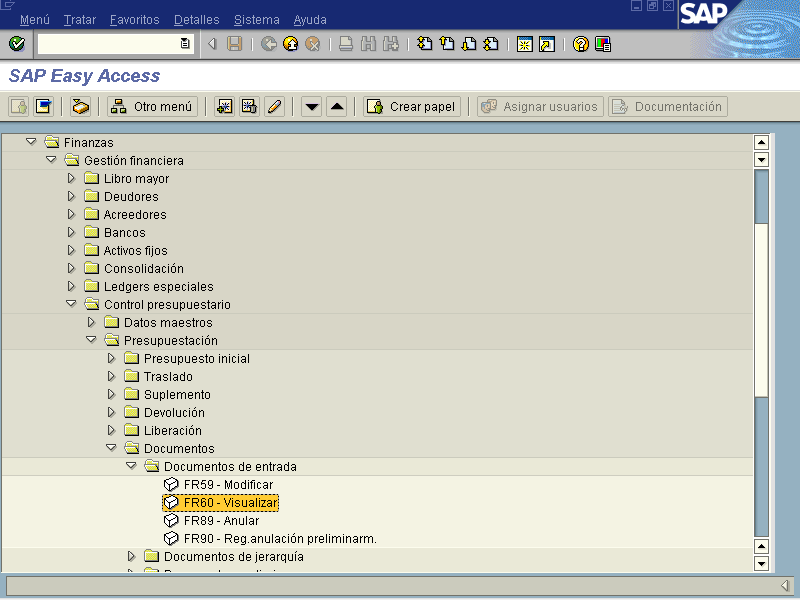 Menú Tratar Favoritos Detalles Sistema Ayuda
SAP
SAP Easy Access
Otro menú Crear papel Asignar usuarios Documentación
Finanzas
Gestión financiera
Libro mayor
Deudores
Acreedores
Bancos
Activos fijos
Consolidación
Ledgers especiales
Control presupuestario
Datos maestros
Presupuestación
Presupuesto inicial
Traslado
Suplemento
Devolución
Liberación
Documentos
Documentos de entrada
FR59 - Modificar
FR60 - Visualizar
FR89 - Anular
FR90 - Reg.anulación preliminarm.
Documentos de jerarquía